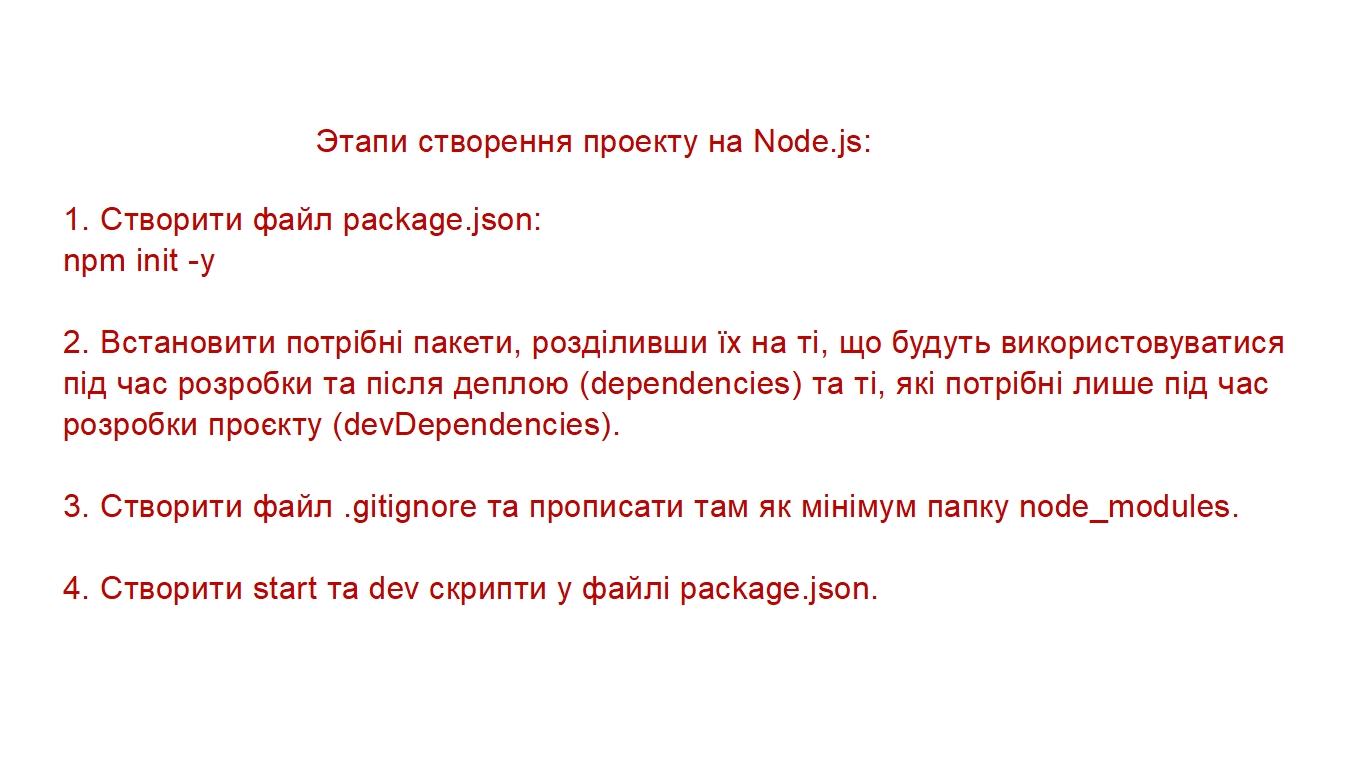 Этапи створення проекту на Node.js:
1. Створити файл package.json:
npm init -y
2. Встановити потрібні пакети, розділивши їх на ті, що будуть використовуватися
під час розробки та після деплою (dependencies) та ті, які потрібні лише під час
розробки проєкту (devDependencies).
3. Створити файл .gitignore та прописати там як мінімум папку node_modules.
4. Створити start та dev скрипти у файлі package.json.